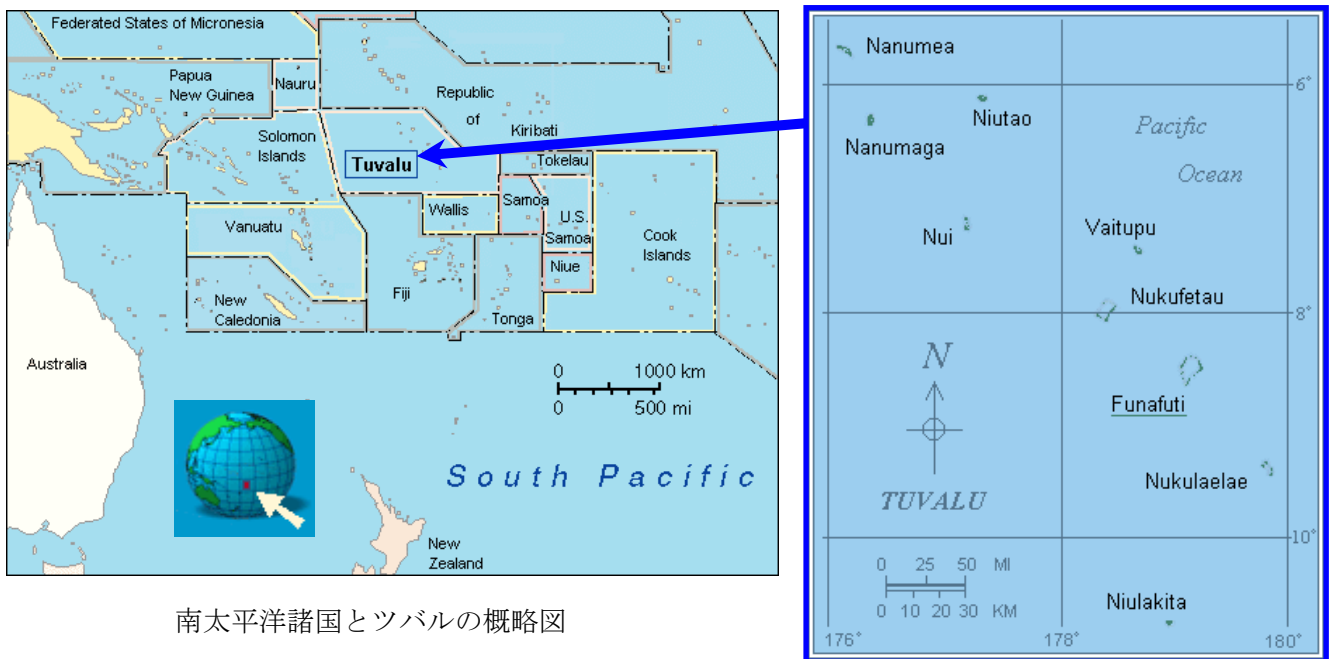 Federated States of Micronesia
Papua
New Guinea
Nauru
Republic
of
Kiribati
Solomon
Islands
Tuvalu
Tokelau
Samoa
Wallis
U.S.
Samoa
Vanuatu
Cook
Islands
Niue
Fiji
New
Caledonia
Tonga
Australia
0 1000 km
0 500 mi
South Pacific
New
Zealand
南太平洋諸国とツバルの概略図
Nanumea
6°
Niutao
Pacific
Ocean
Nanumaga
Nui
Vaitupu
Nukufetau
8°
N
Funafuti
Nukulaelae
TUVALU
10°
0 25 50 MI
0 10 20 30 KM
Niulakita
176° 178° 180°